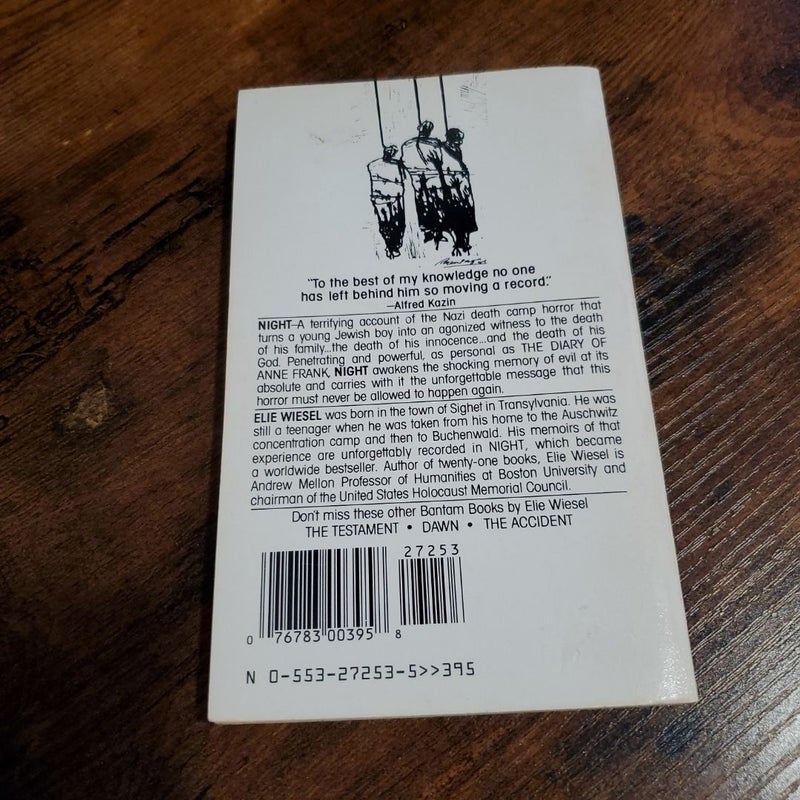 "To the best of my knowledge no one
has left behind him so moving a record."
—Alfred Kazin
NIGHT—A terrifying account of the Nazi death camp horror that
turns a young Jewish boy into an agonized witness to the death
of his family...the death of his innocence...and the death of his
God. Penetrating and powerful, as personal as THE DIARY OF
ANNE FRANK, NIGHT awakens the shocking memory of evil at its
absolute and carries with it the unforgettable message that this
horror must never be allowed to happen again.
ELIE WIESEL was born in the town of Sighet in Transylvania. He was
still a teenager when he was taken from his home to the Auschwitz
concentration camp and then to Buchenwald. His memoirs of that
experience are unforgettably recorded in NIGHT, which became
a worldwide bestseller. Author of twenty-one books, Elie Wiesel is
Andrew Mellon Professor of Humanities at Boston University and
chairman of the United States Holocaust Memorial Council.
Don't miss these other Bantam Books by Elie Wiesel
THE TESTAMENT • DAWN • THE ACCIDENT
27253
0 76783 00395 8
N 0-553-27253-5>>395